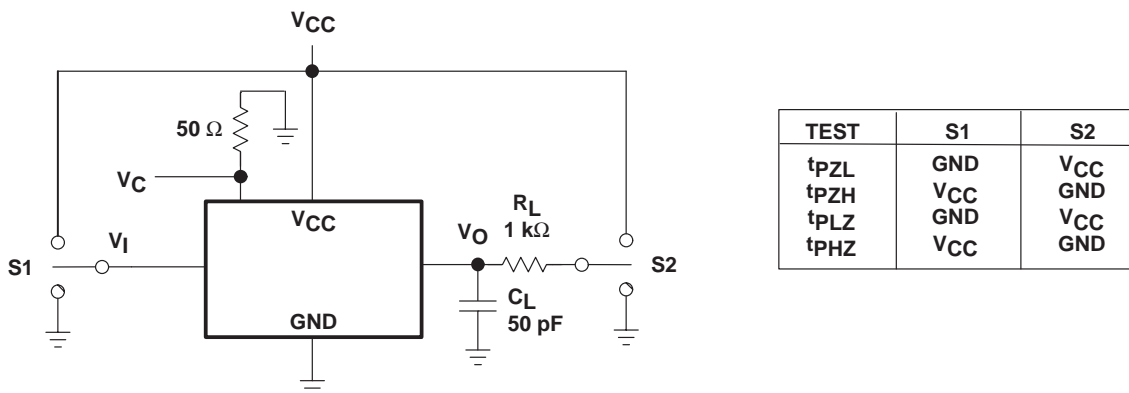 VCC
50 Ω
VC
VCC
RL
1 kΩ
VI
VO
S1
S2
CL
50 pF
GND
TEST S1 S2
tPZL GND VCC
tPZH VCC GND
tPLZ GND VCC
tPHZ VCC GND